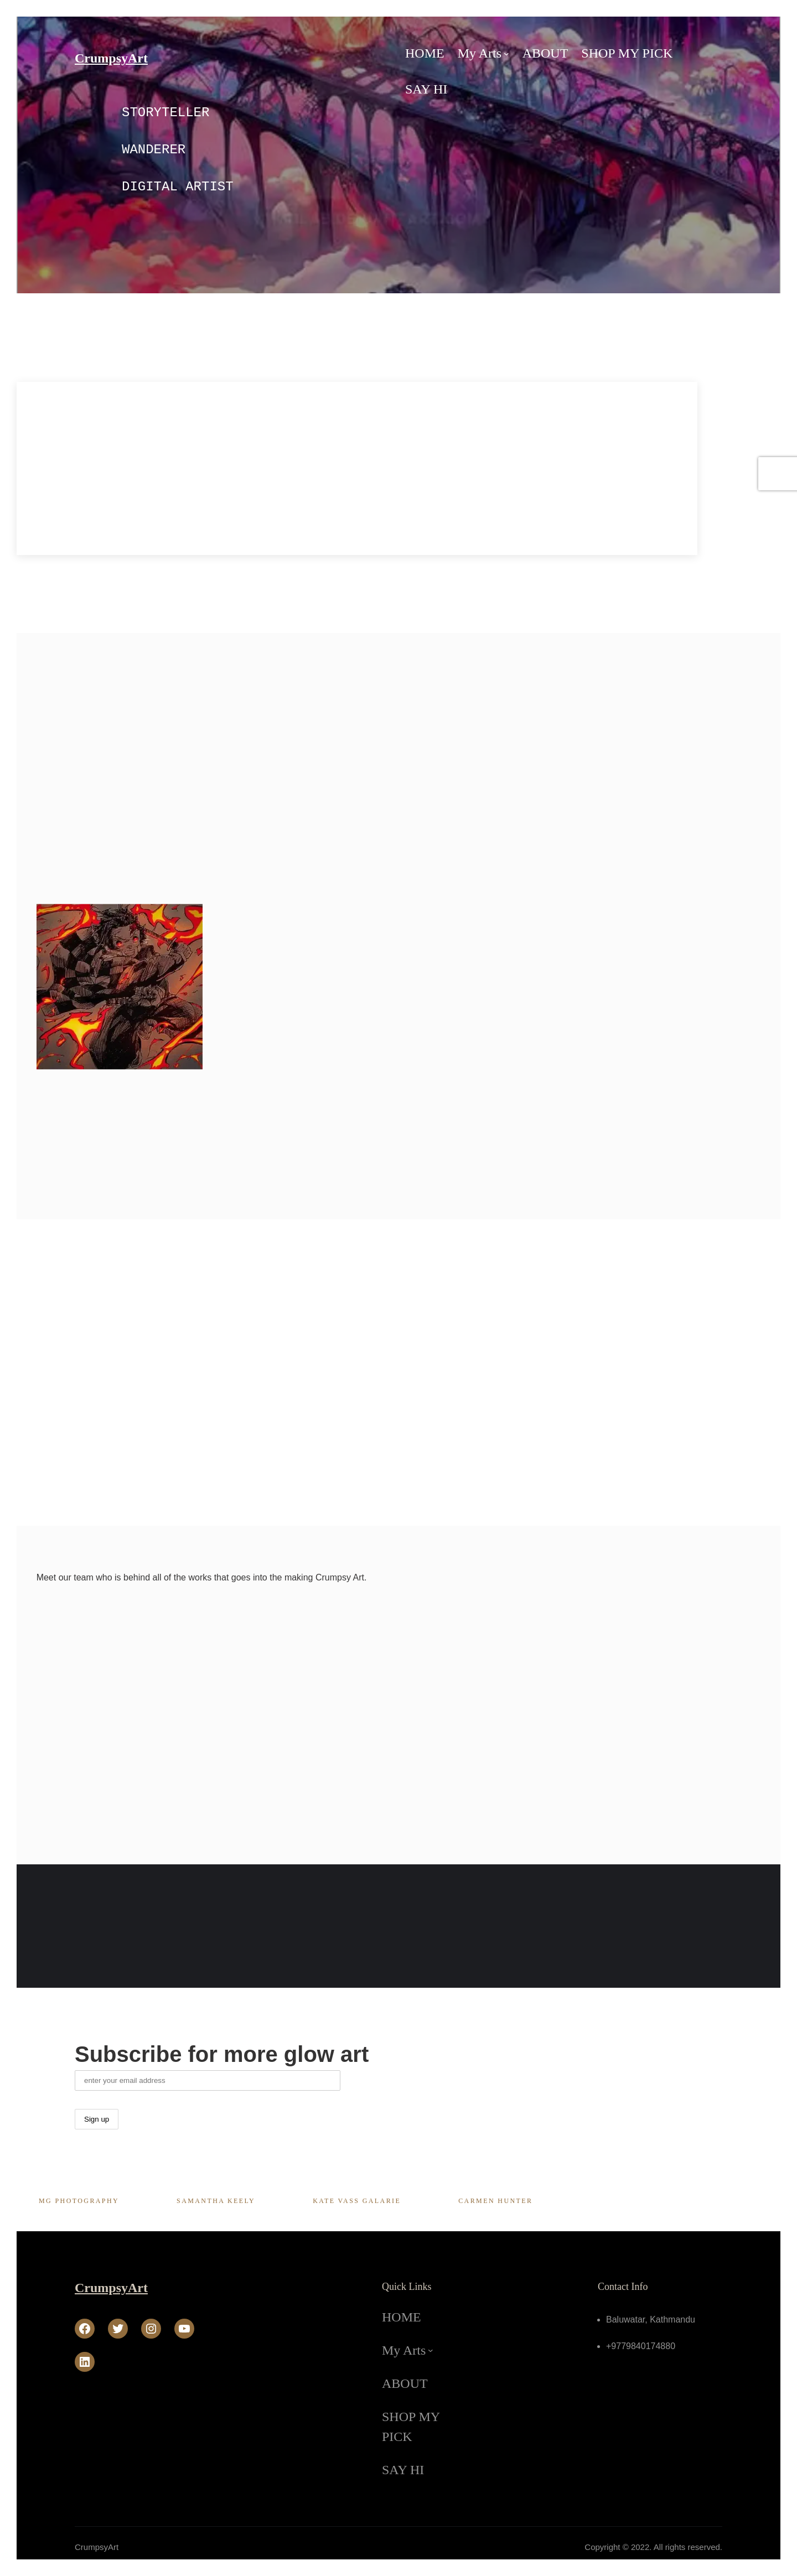 CrumpsyArt
HOME My Arts ABOUT SHOP MY PICK
SAY HI
STORYTELLER
WANDERER
DIGITAL ARTIST
Meet our team who is behind all of the works that goes into the making Crumpsy Art.
Subscribe for more glow art
enter your email address
Sign up
MG PHOTOGRAPHY SAMANTHA KEELY KATE VASS GALARIE CARMEN HUNTER
CrumpsyArt
Quick Links
HOME
My Arts
ABOUT
SHOP MY
PICK
SAY HI
Contact Info
Baluwatar, Kathmandu
+9779840174880
CrumpsyArt
Copyright © 2022. All rights reserved.